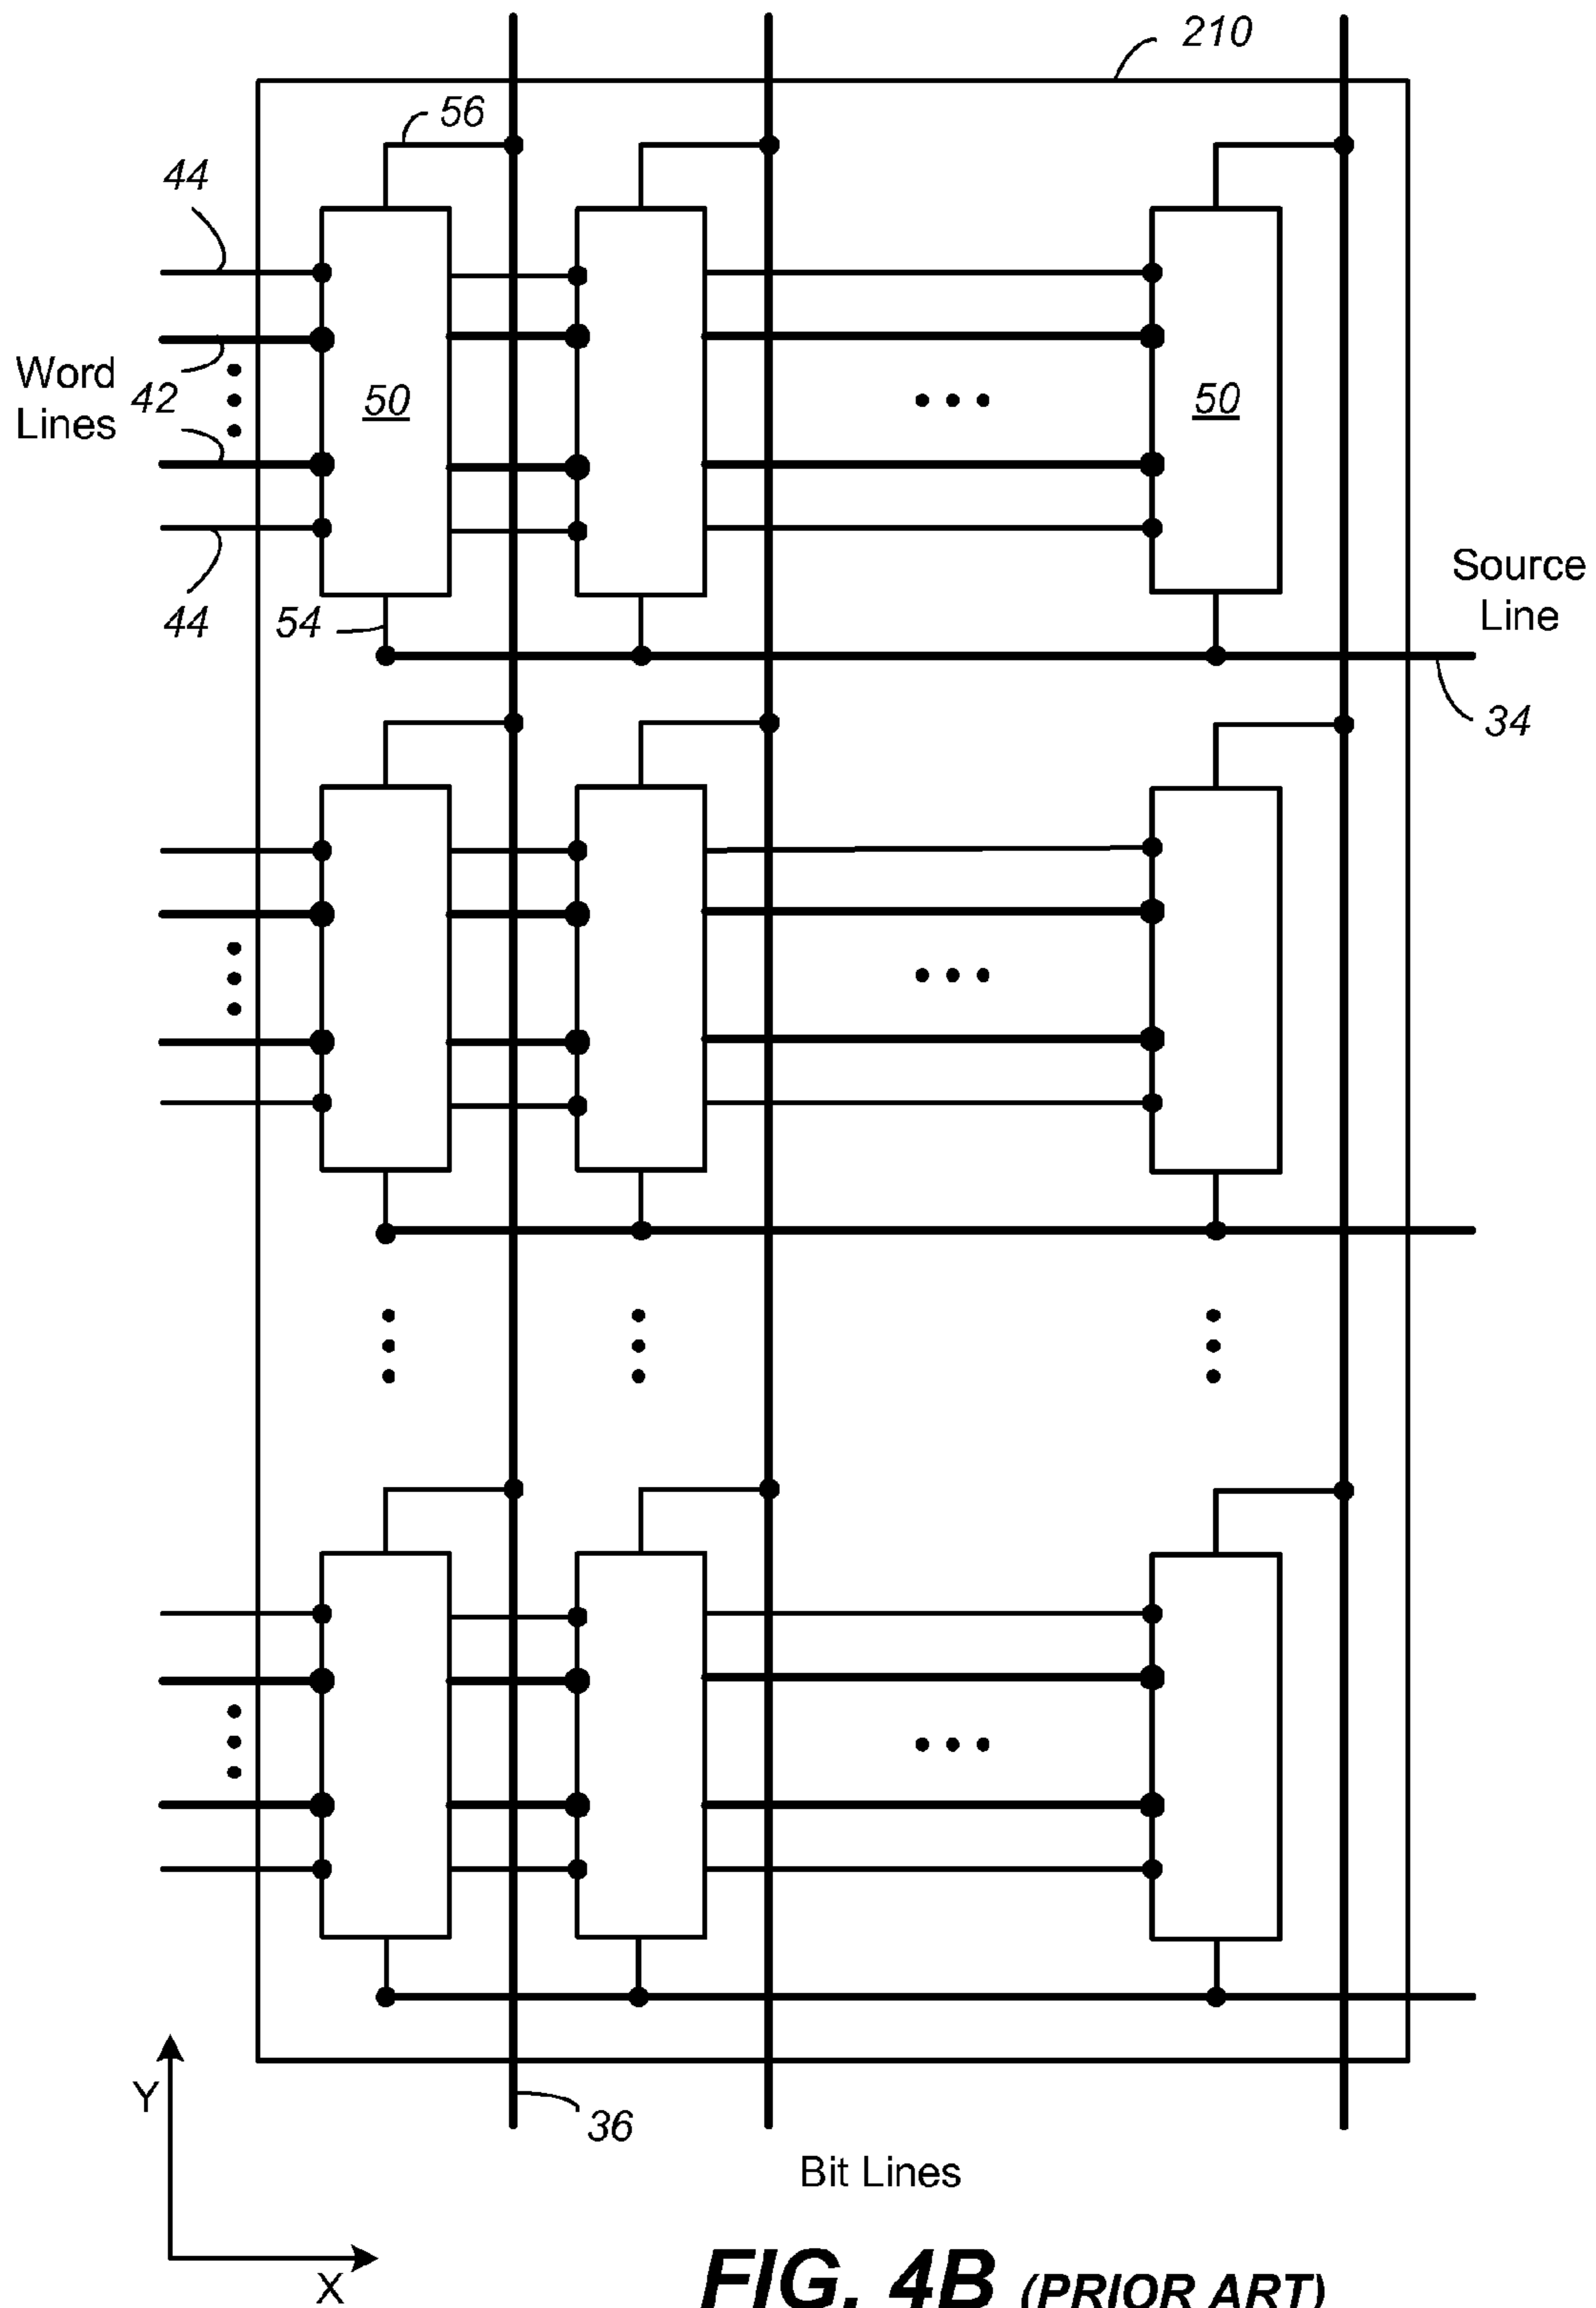 210
56
44
Word
Lines
42
50
50
44
54
Source
Line
34
Y
X
36
Bit Lines
FIG. 4B (PRIOR ART)